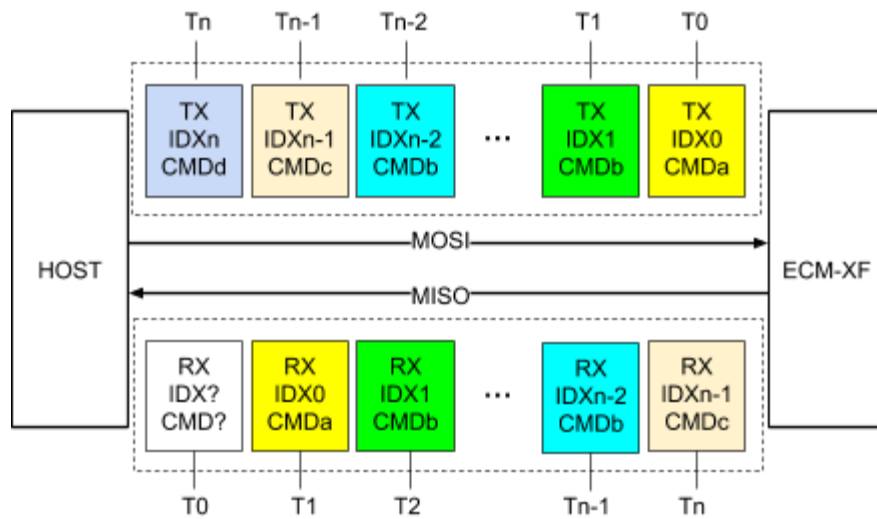 Tn Tn-1 Tn-2 T1 T0
TX TX TX TX TX
IDXn IDXn-1 IDXn-2 ... IDX1 IDX0
CMDd CMDc CMDb CMDb CMDa
MOSI
HOST ECM-XF
MISO
RX RX RX RX RX
IDX? IDX0 IDX1 ... IDXn-2 IDXn-1
CMD? CMDa CMDb CMDb CMDc
T0 T1 T2 Tn-1 Tn